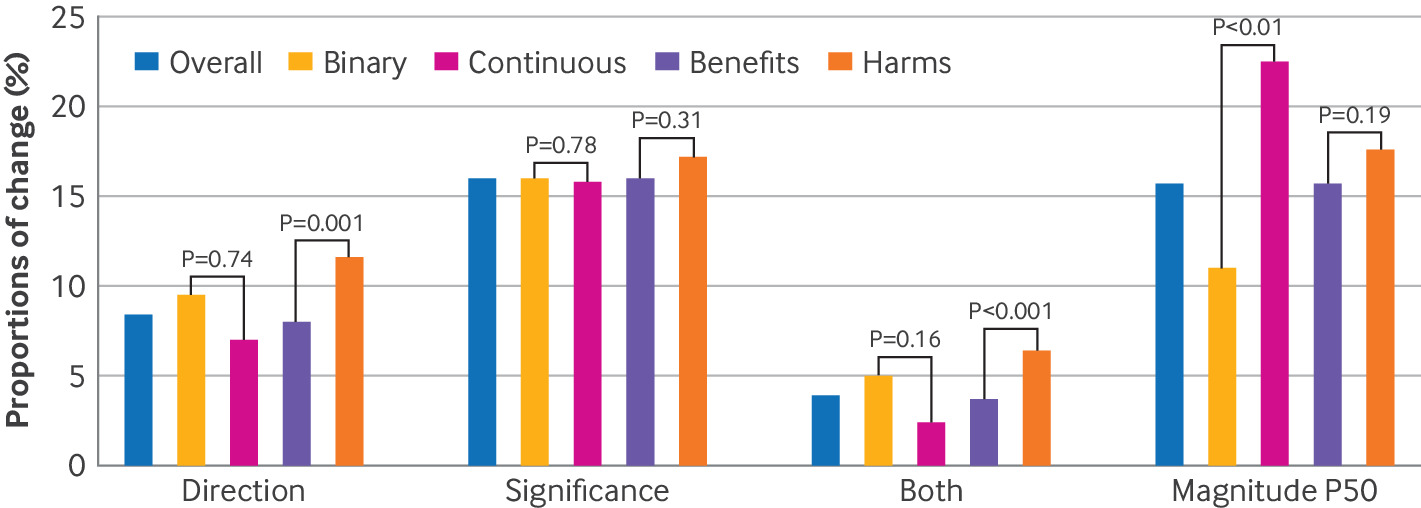 Proportions of change (%)
25
20
15
10
5
0
Overall Binary Continuous Benefits Harms
P=0.74
P=0.001
P=0.78
P=0.31
P=0.16
P<0.001
P<0.01
P=0.19
Direction Significance Both Magnitude P50